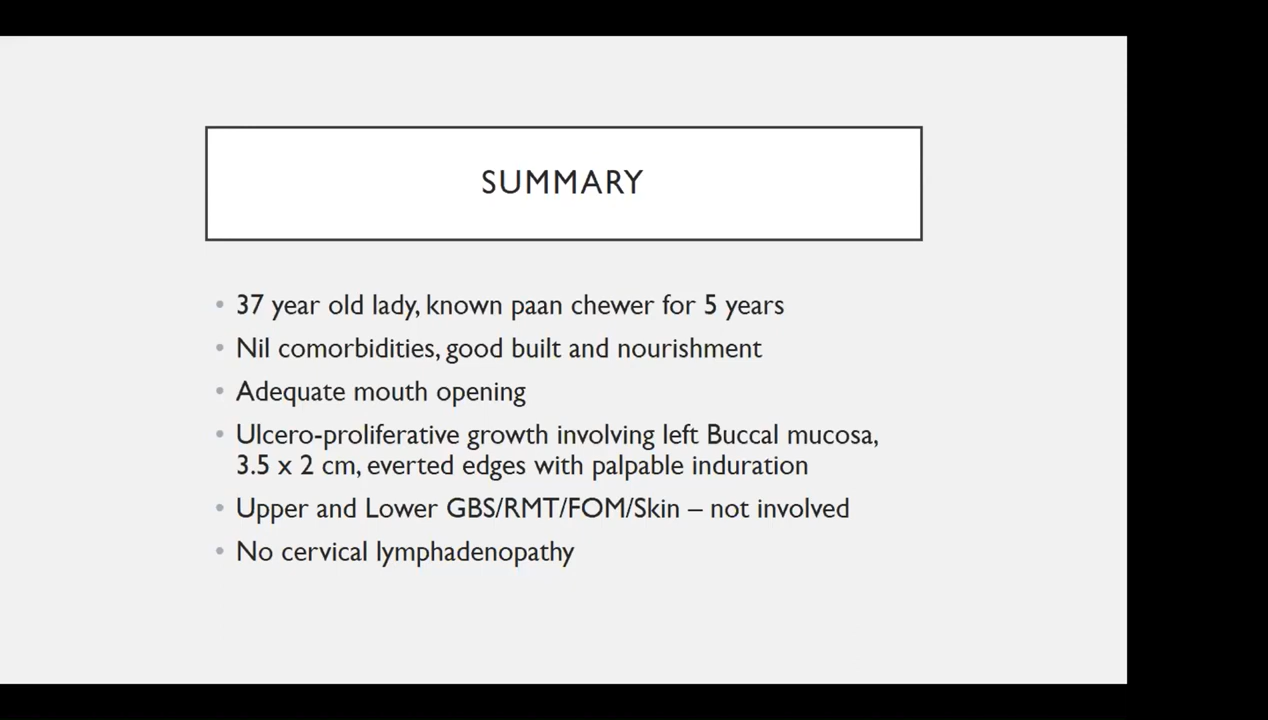 SUMMARY
• 37 year old lady, known paan chewer for 5 years
• Nil comorbidities, good built and nourishment
• Adequate mouth opening
• Ulcero-proliferative growth involving left Buccal mucosa,
3.5 x 2 cm, everted edges with palpable induration
• Upper and Lower GBS/RMT/FOM/Skin – not involved
• No cervical lymphadenopathy